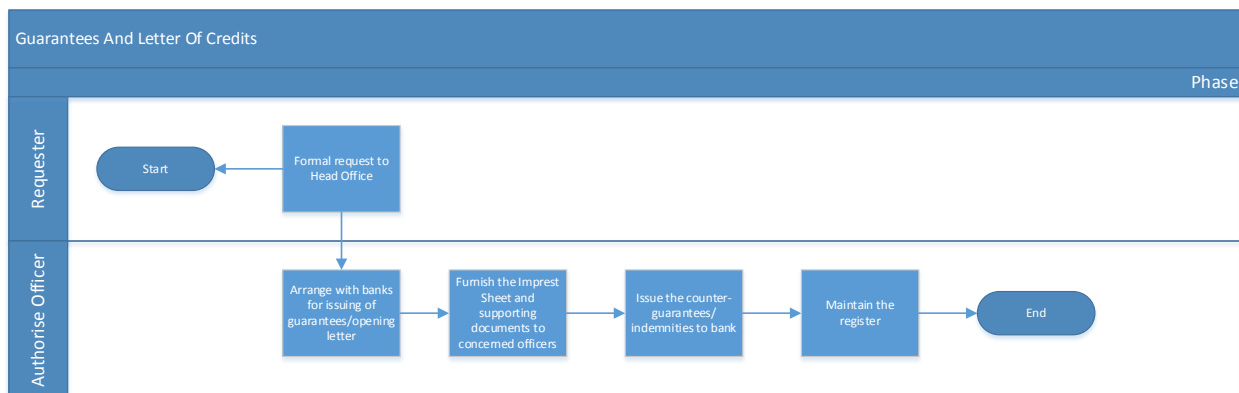 Guarantees And Letter Of Credits
Phase
Requester
Start
Formal request to
Head Office
Authorise Officer
Arrange with banks
for issuing of
guarantees/opening
letter
Furnish the Imprest
Sheet and
supporting
documents to
concerned officers
Issue the counter-
guarantees/
indemnities to bank
Maintain the
register
End